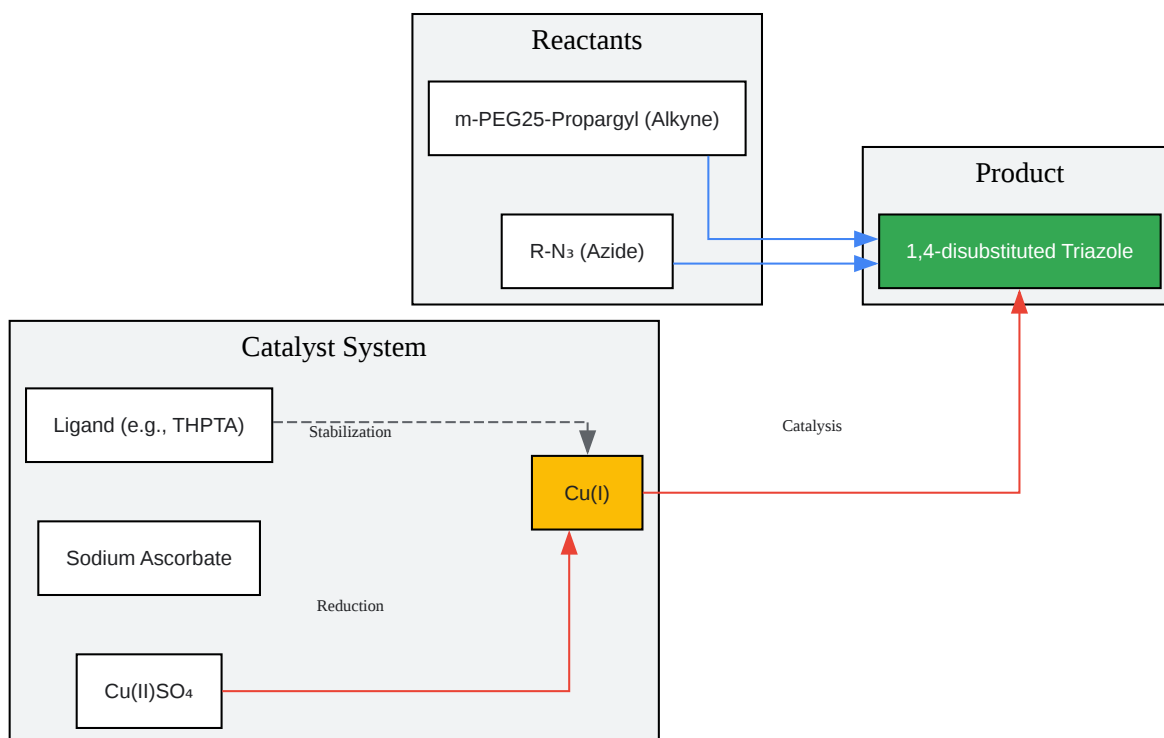 Reactants
m-PEG25-Propargyl (Alkyne)
R-N₃ (Azide)
Product
1,4-disubstituted Triazole
Catalyst System
Ligand (e.g., THPTA)
Stabilization
Catalysis
Cu(I)
Sodium Ascorbate
Reduction
Cu(II)SO₄